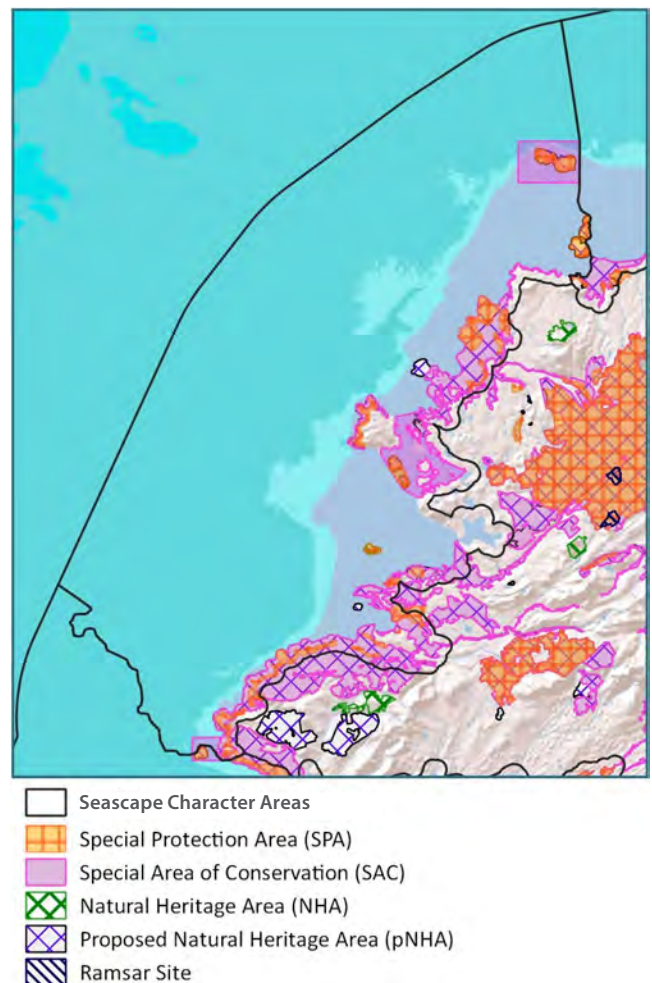 Seascape Character Areas
Special Protection Area (SPA)
Special Area of Conservation (SAC)
Natural Heritage Area (NHA)
Proposed Natural Heritage Area (pNHA)
Ramsar Site